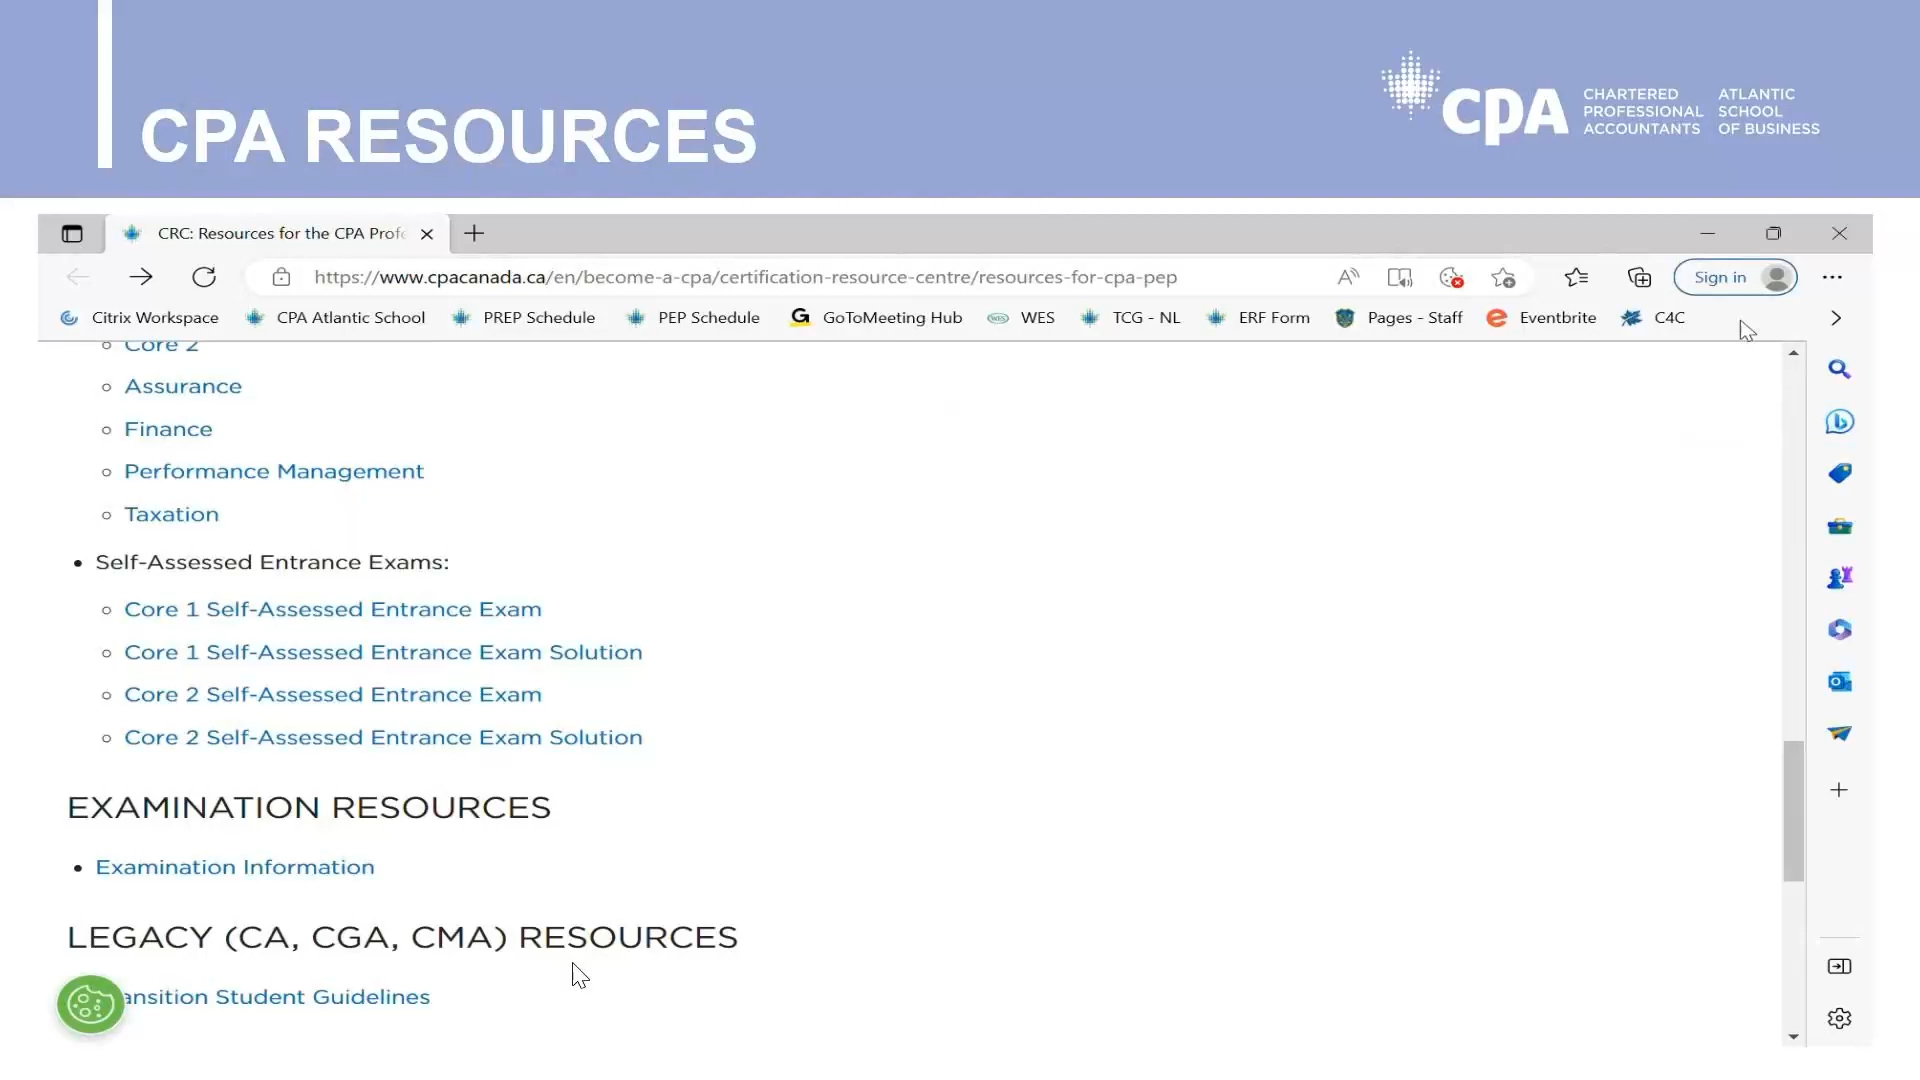 CPA RESOURCES
cpa
CHARTERED
PROFESSIONAL
ACCOUNTANTS
ATLANTIC
SCHOOL
OF BUSINESS
CRC: Resources for the CPA Profe
https://www.cpacanada.ca/en/become-a-cpa/certification-resource-centre/resources-for-cpa-pep
Sign in
Citrix Workspace CPA Atlantic School PREP Schedule PEP Schedule GoToMeeting Hub WES TCG - NL ERF Form Pages - Staff Eventbrite C4C
Core 2
Assurance
Finance
Performance Management
Taxation
Self-Assessed Entrance Exams:
Core 1 Self-Assessed Entrance Exam
Core 1 Self-Assessed Entrance Exam Solution
Core 2 Self-Assessed Entrance Exam
Core 2 Self-Assessed Entrance Exam Solution
EXAMINATION RESOURCES
Examination Information
LEGACY (CA, CGA, CMA) RESOURCES
ansition Student Guidelines